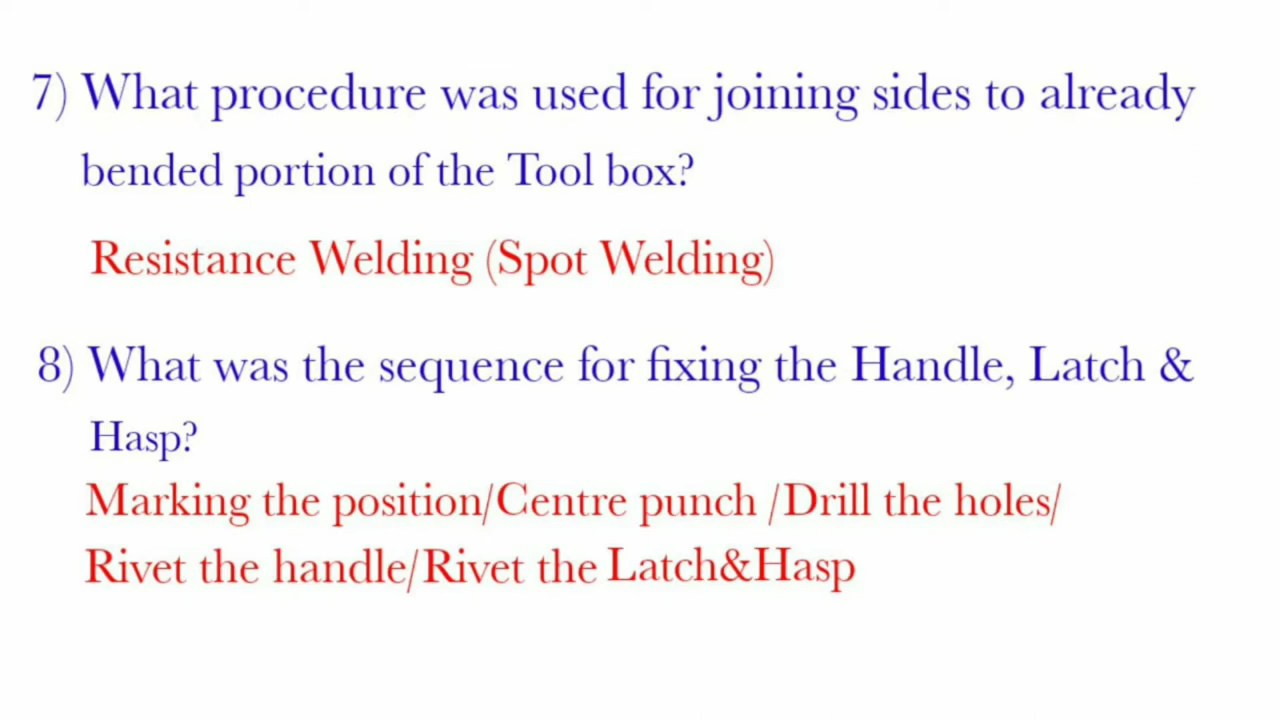 7) What procedure was used for joining sides to already
bended portion of the Tool box?
Resistance Welding (Spot Welding)
8) What was the sequence for fixing the Handle, Latch &
Hasp?
Marking the position/Centre punch /Drill the holes/
Rivet the handle/Rivet the Latch&Hasp